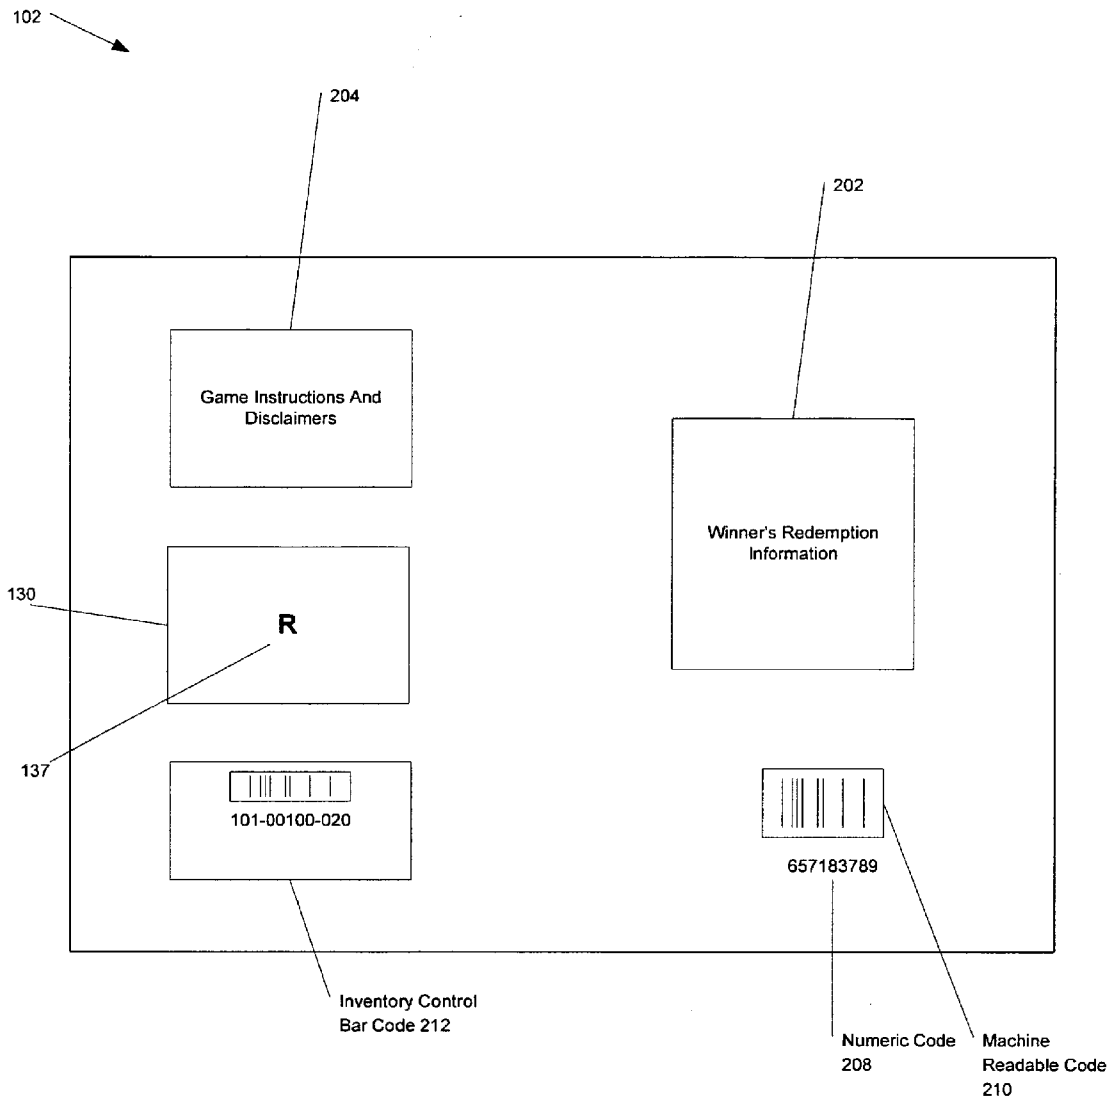 102
204
202
Game Instructions And
Disclaimers
Winner's Redemption
Information
130
R
137
101-00100-020
657183789
Inventory Control
Bar Code 212
Numeric Code
208
Machine
Readable Code
210